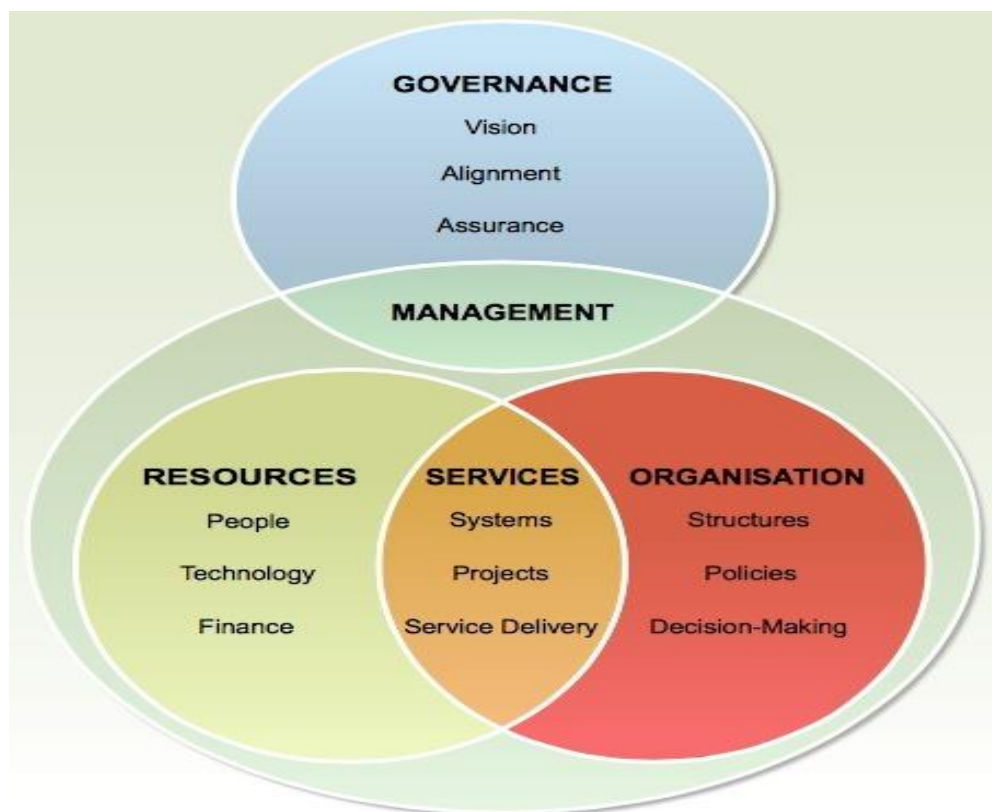 GOVERNANCE
Vision
Alignment
Assurance
MANAGEMENT
RESOURCES
People
Technology
Finance
SERVICES
Systems
Projects
Service Delivery
ORGANISATION
Structures
Policies
Decision-Making